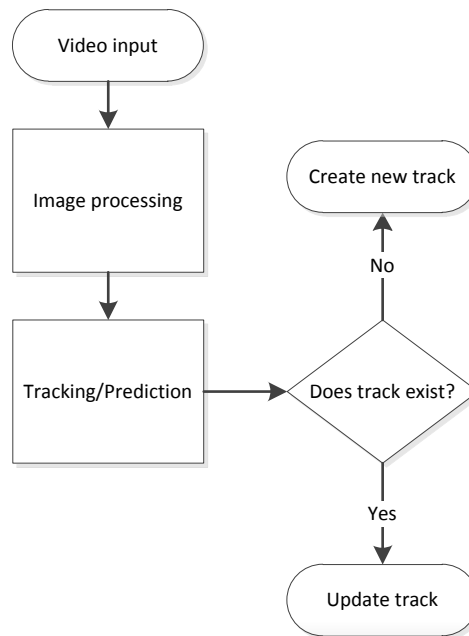 Video input
Image processing
Tracking/Prediction
Does track exist?
No
Create new track
Yes
Update track